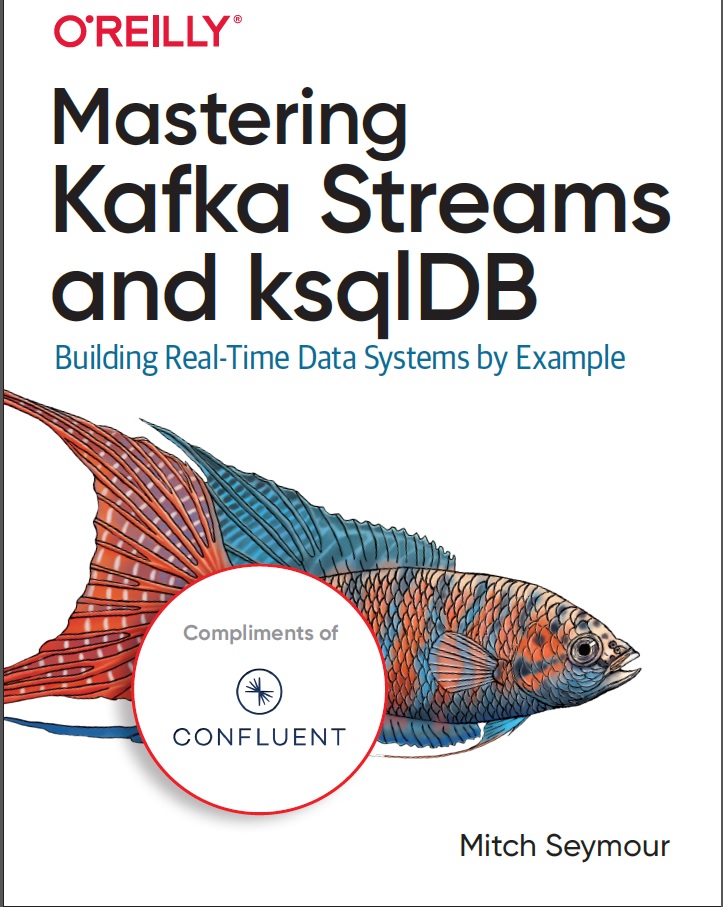 O'REILLY®
Mastering
Kafka Streams
and ksqlDB
Building Real-Time Data Systems by Example
Compliments of
CONFLUENT
Mitch Seymour